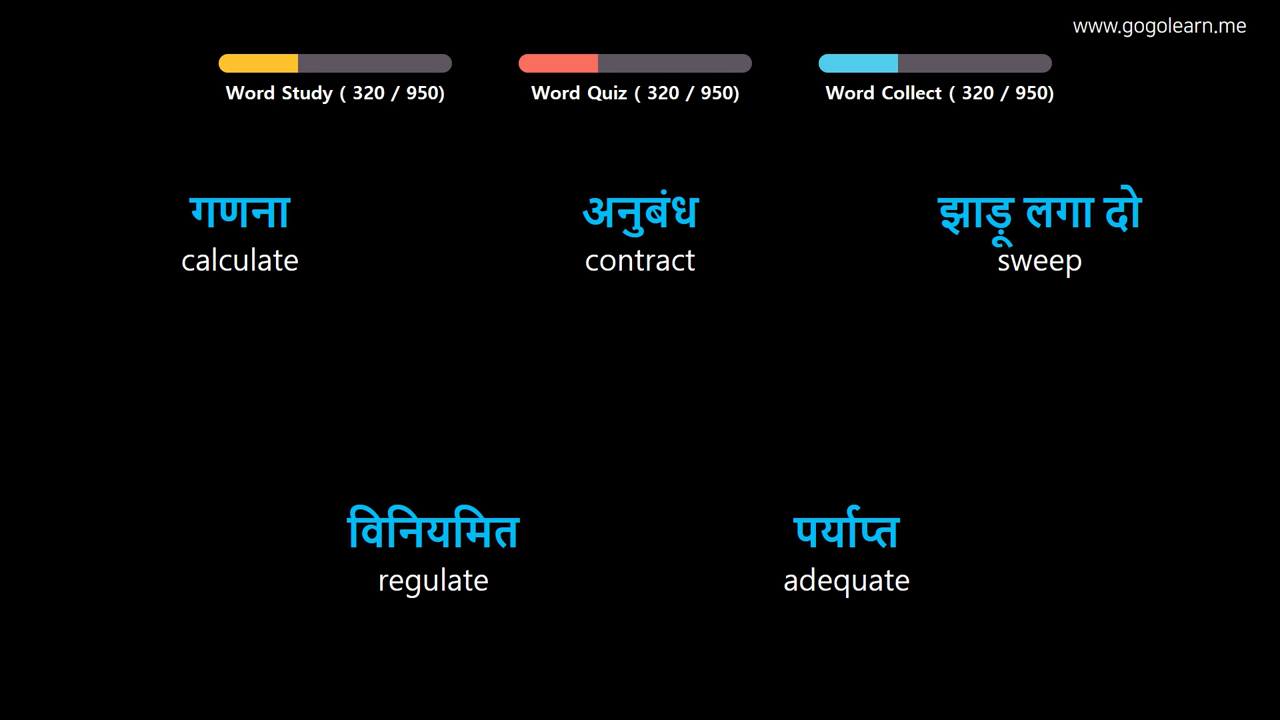 www.gogolearn.me
Word Study ( 320 / 950)
Word Quiz ( 320 / 950)
Word Collect ( 320 / 950)
गणना
calculate
अनुबंध
contract
झाड़ू लगा दो
sweep
विनियमित
regulate
पर्याप्त
adequate